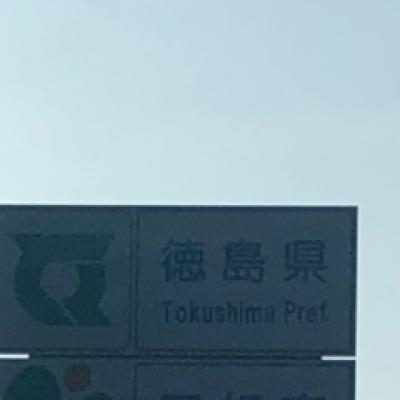 徳島県
Tokushima Pref.